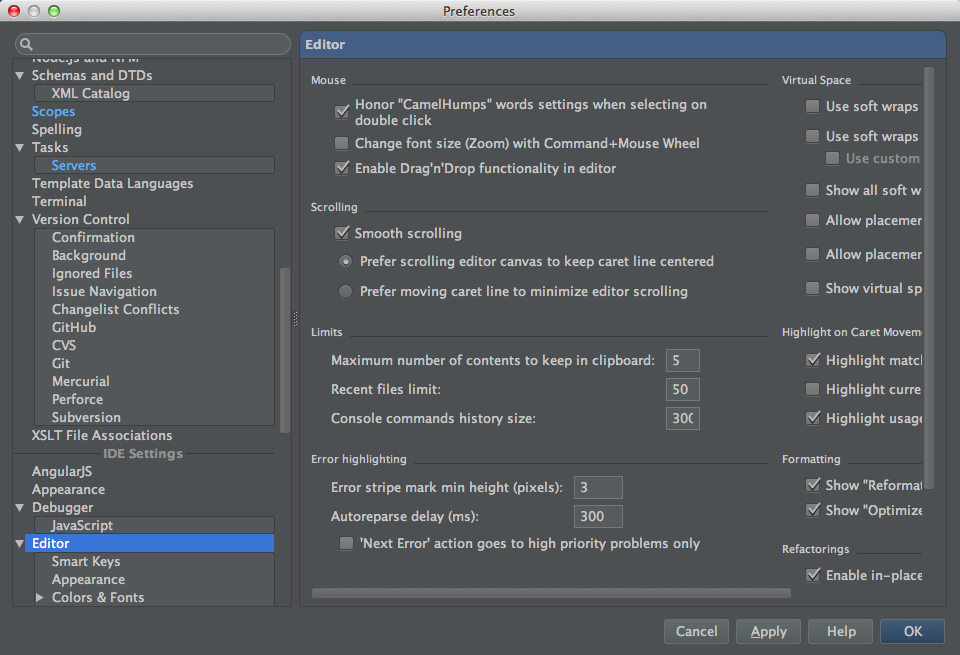 Preferences
Node.js and NPM
Schemas and DTDs
XML Catalog
Scopes
Spelling
Tasks
Servers
Template Data Languages
Terminal
Version Control
Confirmation
Background
Ignored Files
Issue Navigation
Changelist Conflicts
GitHub
CVS
Git
Mercurial
Perforce
Subversion
XSLT File Associations
IDE Settings
AngularJS
Appearance
Debugger
JavaScript
Editor
Smart Keys
Appearance
Colors & Fonts
Editor
Mouse
Honor "CamelHumps" words settings when selecting on
double click
Change font size (Zoom) with Command+Mouse Wheel
Enable Drag'n'Drop functionality in editor
Scrolling
Smooth scrolling
Prefer scrolling editor canvas to keep caret line centered
Prefer moving caret line to minimize editor scrolling
Limits
Maximum number of contents to keep in clipboard: 5
Recent files limit: 50
Console commands history size: 300
Error highlighting
Error stripe mark min height (pixels): 3
Autoreparse delay (ms): 300
'Next Error' action goes to high priority problems only
Virtual Space
Use soft wraps
Use soft wraps
Use custom
Show all soft w
Allow placemen
Allow placemen
Show virtual sp
Highlight on Caret Movem
Highlight matc
Highlight curre
Highlight usage
Formatting
Show "Reformat
Show "Optimize
Refactorings
Enable in-place
Cancel
Apply
Help
OK